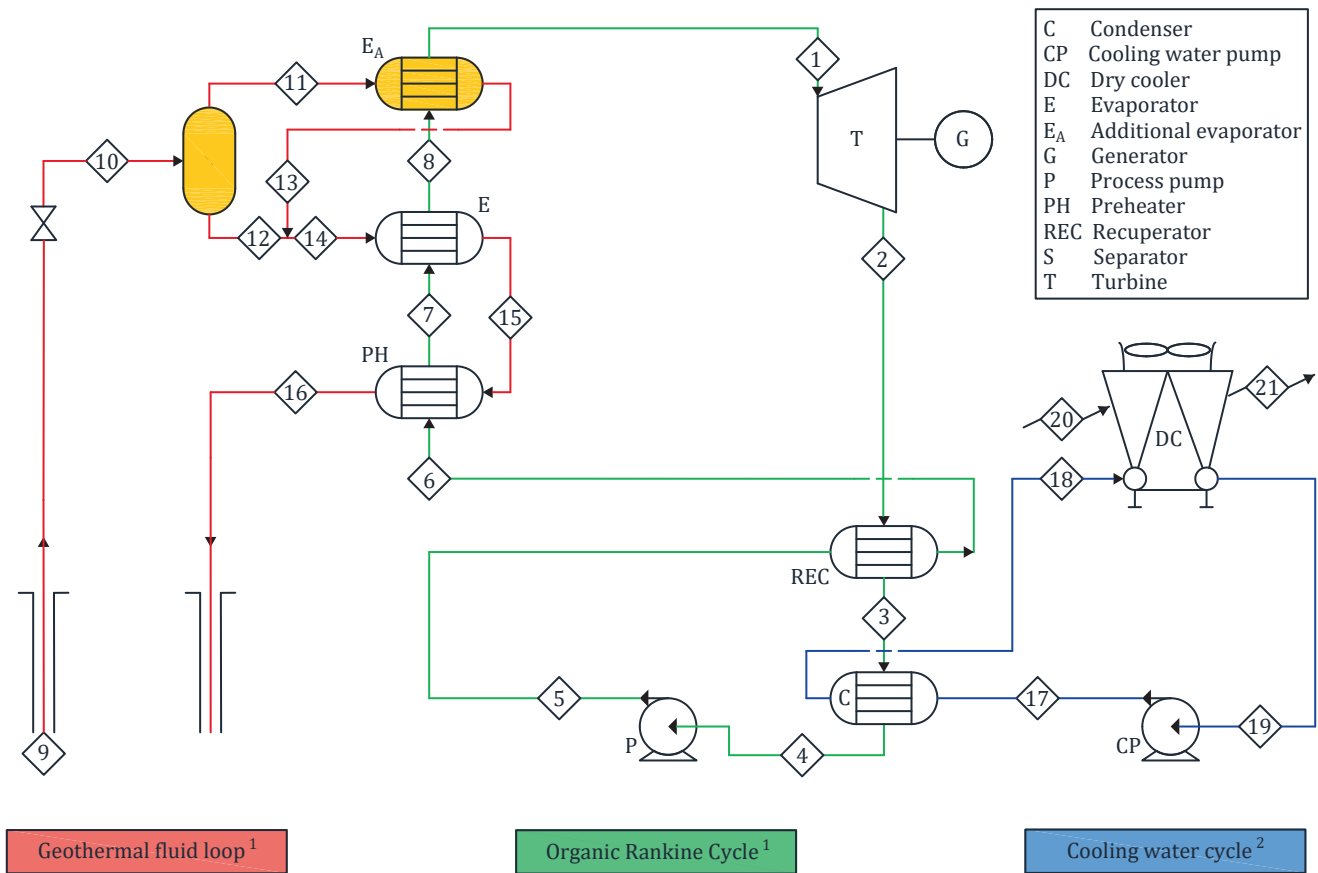 E_A
11
1
10
8
T
G
13
E
12
14
2
7
15
PH
16
6
REC
3
5
C
17
P
4
9
CP
19
18
DC
20
21
C Condenser
CP Cooling water pump
DC Dry cooler
E Evaporator
E_A Additional evaporator
G Generator
P Process pump
PH Preheater
REC Recuperator
S Separator
T Turbine
Geothermal fluid loop ¹
Organic Rankine Cycle ¹
Cooling water cycle ²